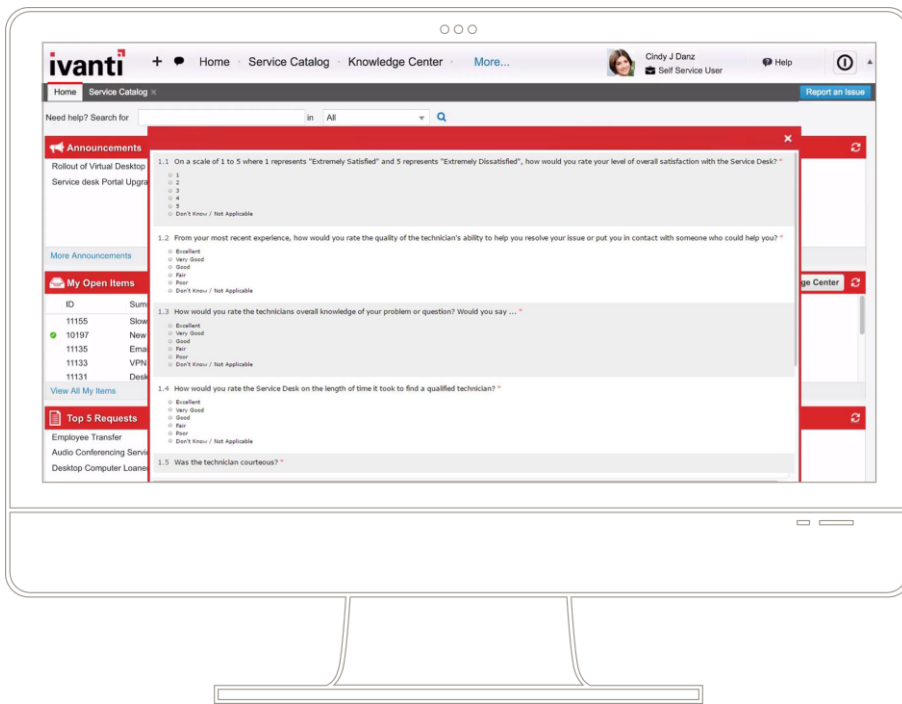 ivanti
+ Home · Service Catalog · Knowledge Center · More...
Cindy J Danz
Self Service User
Help
Home Service Catalog ×
Report an Issue
Need help? Search for in All
Announcements
Rollout of Virtual Desktop
Service desk Portal Upgra
More Announcements
My Open Items
ge Center
ID Sum
11155 Slow
10197 New
11135 Ema
11133 VPN
11131 Desk
View All My Items
Top 5 Requests
Employee Transfer
Audio Conferencing Servi
Desktop Computer Loane
×
1.1 On a scale of 1 to 5 where 1 represents "Extremely Satisfied" and 5 represents "Extremely Dissatisfied", how would you rate your level of overall satisfaction with the Service Desk? *
1
2
3
4
5
Don't Know / Not Applicable
1.2 From your most recent experience, how would you rate the quality of the technician's ability to help you resolve your issue or put you in contact with someone who could help you? *
Excellent
Very Good
Good
Fair
Poor
Don't Know / Not Applicable
1.3 How would you rate the technicians overall knowledge of your problem or question? Would you say ... *
Excellent
Very Good
Good
Fair
Poor
Don't Know / Not Applicable
1.4 How would you rate the Service Desk on the length of time it took to find a qualified technician? *
Excellent
Very Good
Good
Fair
Poor
Don't Know / Not Applicable
1.5 Was the technician courteous? *